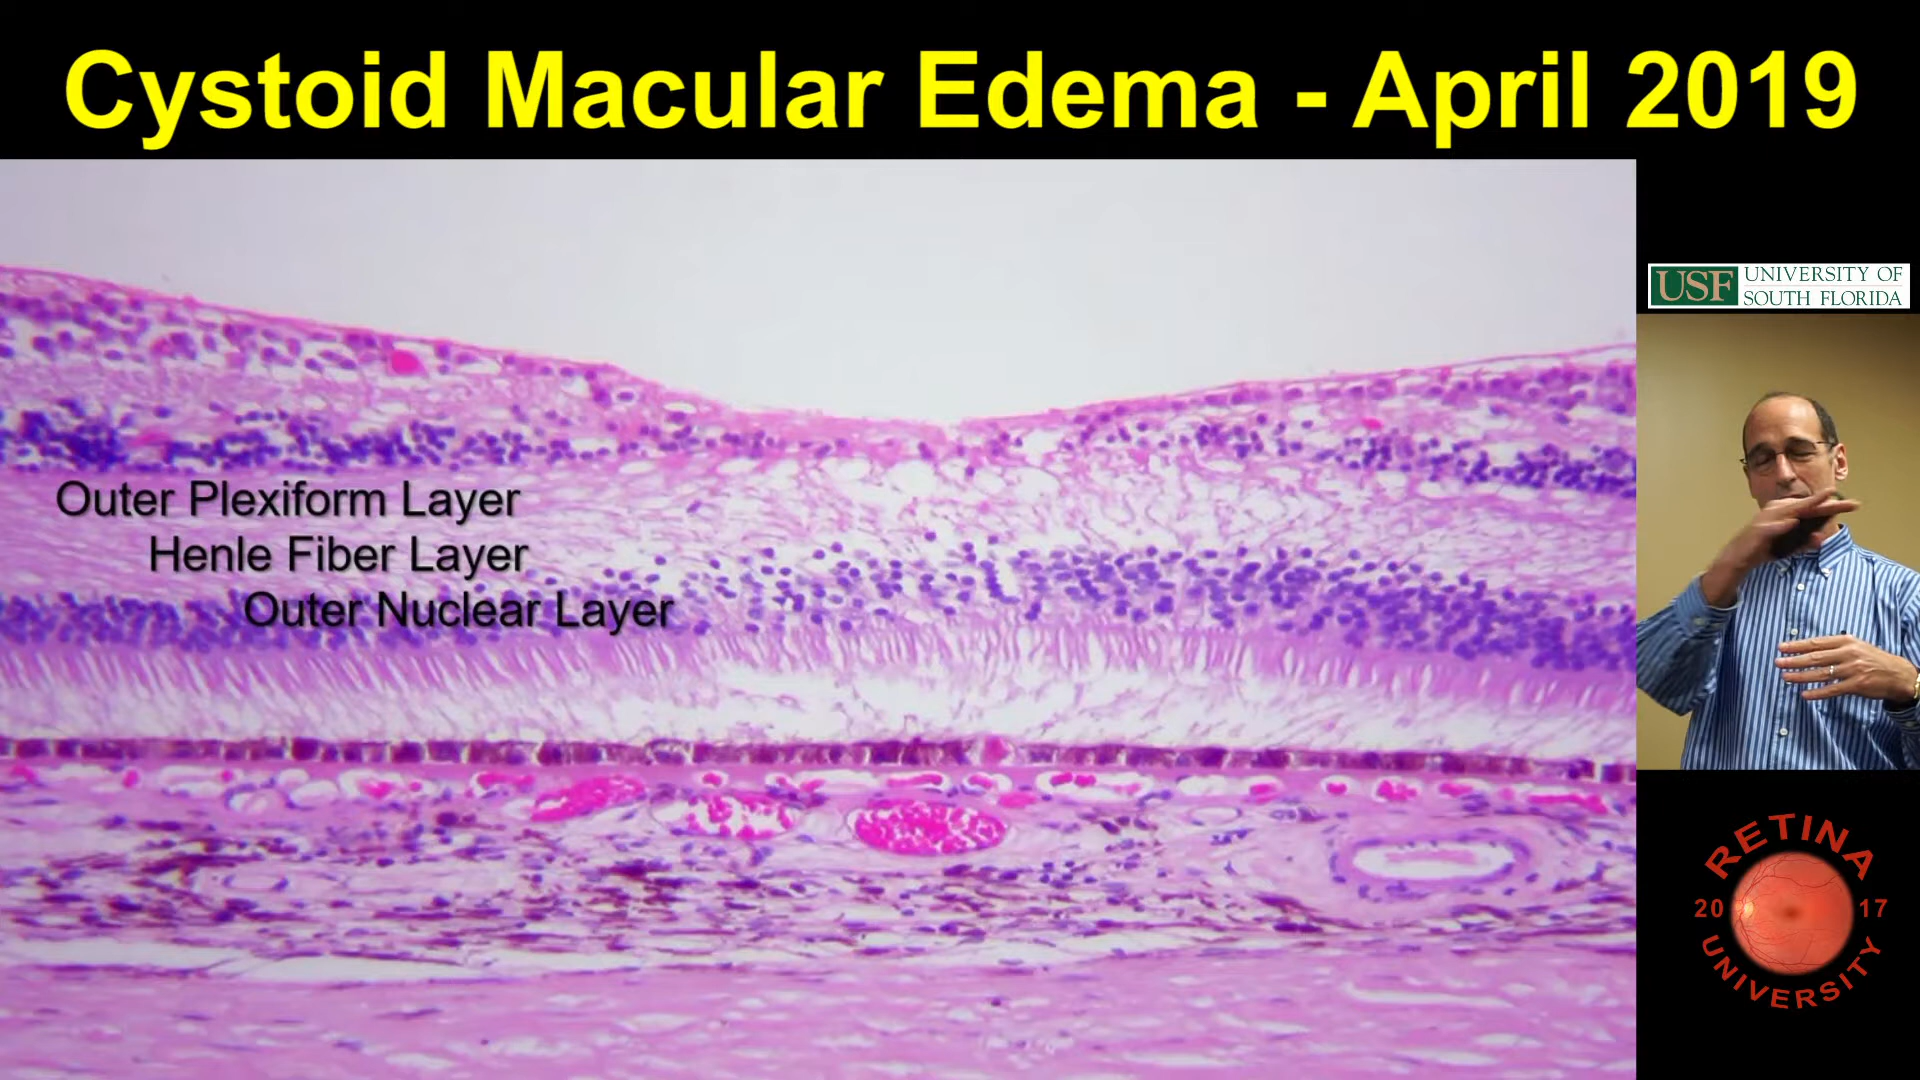 Cystoid Macular Edema - April 2019
USF UNIVERSITY OF
SOUTH FLORIDA
Outer Plexiform Layer
Henle Fiber Layer
Outer Nuclear Layer
RETINA
20 17
UNIVERSITY